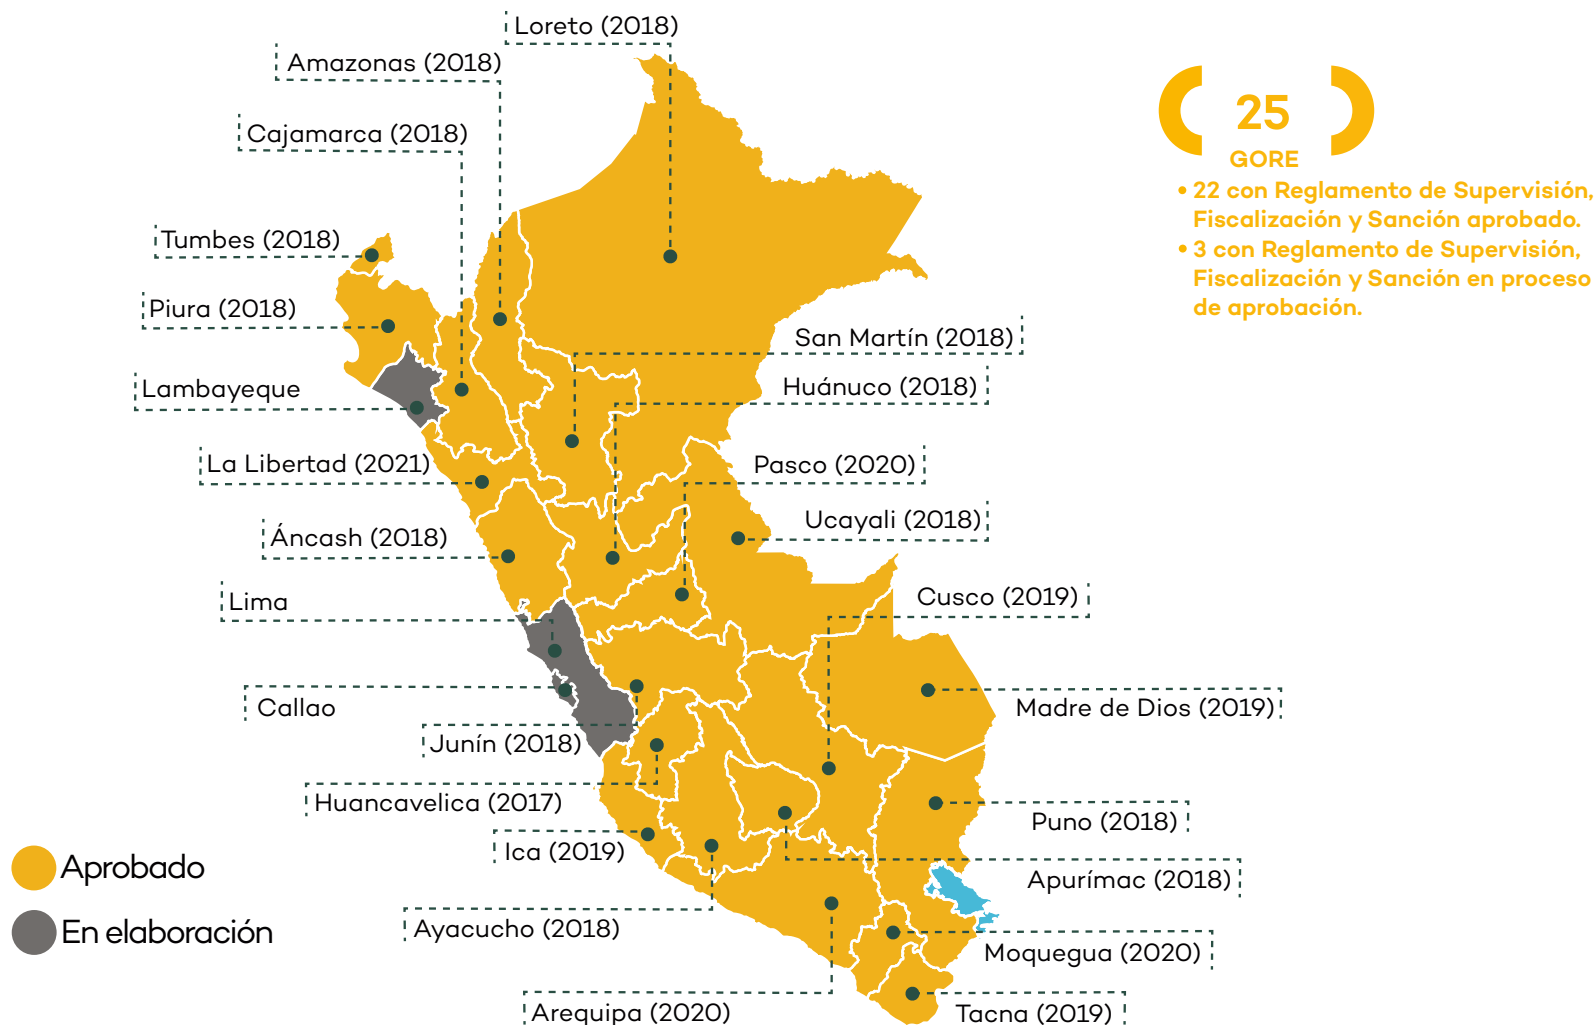 Loreto (2018)
Amazonas (2018)
Cajamarca (2018)
Tumbes (2018)
Piura (2018)
Lambayeque
La Libertad (2021)
Áncash (2018)
Lima
Callao
Junín (2018)
Huancavelica (2017)
Ica (2019)
Ayacucho (2018)
Arequipa (2020)
San Martín (2018)
Huánuco (2018)
Pasco (2020)
Ucayali (2018)
Cusco (2019)
Madre de Dios (2019)
Puno (2018)
Apurímac (2018)
Moquegua (2020)
Tacna (2019)
25
GORE
• 22 con Reglamento de Supervisión,
Fiscalización y Sanción aprobado.
• 3 con Reglamento de Supervisión,
Fiscalización y Sanción en proceso
de aprobación.
Aprobado
En elaboración